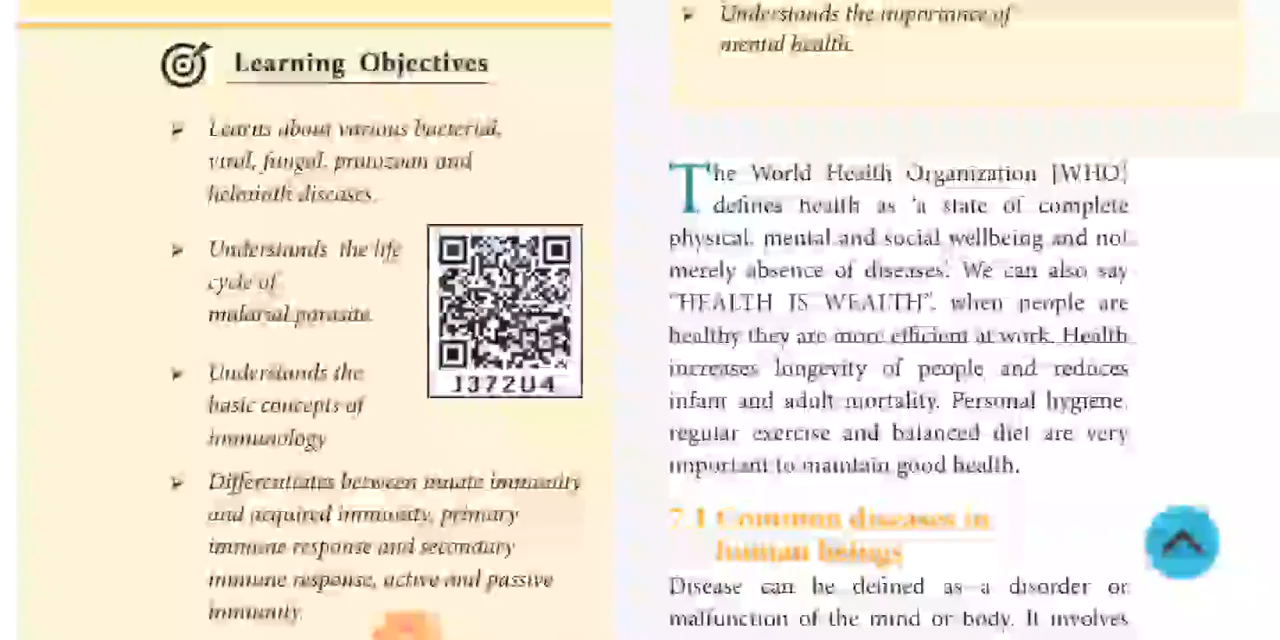 Learning Objectives
➢ Learns about various bacterial,
viral, fungal, protozoan and
helminth diseases.
➢ Understands the life
cycle of
malarial parasite.
J372U4
➢ Understands the
basic concepts of
immunology
➢ Differentiates between innate immunity
and acquired immunity, primary
immune response and secondary
immune response, active and passive
immunity.
➢ Understands the importance of
mental health.
The World Health Organization [WHO]
defines health as 'a state of complete
physical, mental and social wellbeing and not
merely absence of diseases'. We can also say
"HEALTH IS WEALTH", when people are
healthy they are more efficient at work. Health
increases longevity of people and reduces
infant and adult mortality. Personal hygiene,
regular exercise and balanced diet are very
important to maintain good health.
7.1 Common diseases in
human beings
Disease can be defined as a disorder or
malfunction of the mind or body. It involves